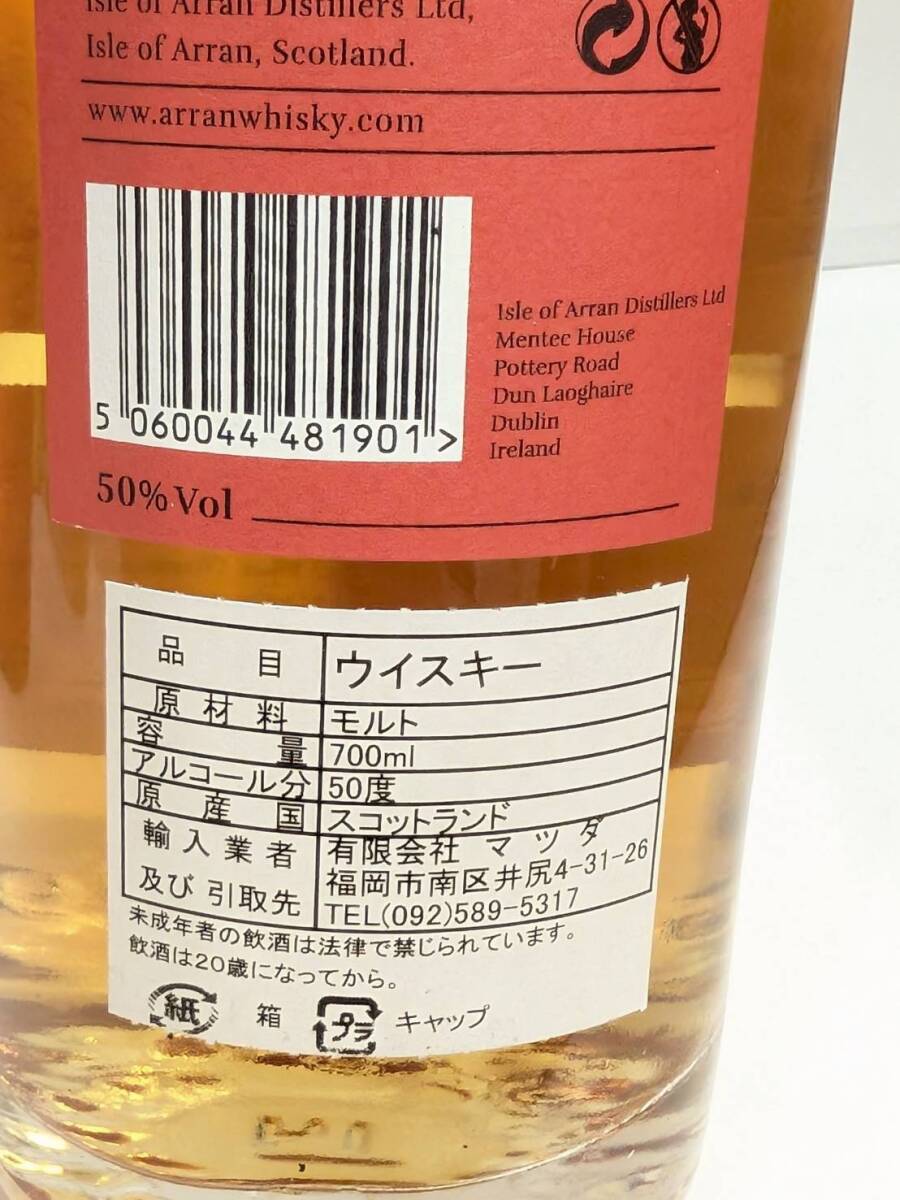 Isle of Arran Distillers Ltd,
Isle of Arran, Scotland.
www.arranwhisky.com
5 060044 481901 >
Isle of Arran Distillers Ltd
Mentec House
Pottery Road
Dun Laoghaire
Dublin
Ireland
50% Vol
品目 ウイスキー
原材料 モルト
容量 700ml
アルコール分 50度
原産国 スコットランド
輸入業者 有限会社 マツダ
及び引取先 福岡市南区井尻4-31-26
TEL(092)589-5317
未成年者の飲酒は法律で禁じられています。
飲酒は20歳になってから。
紙 箱 プラ キャップ